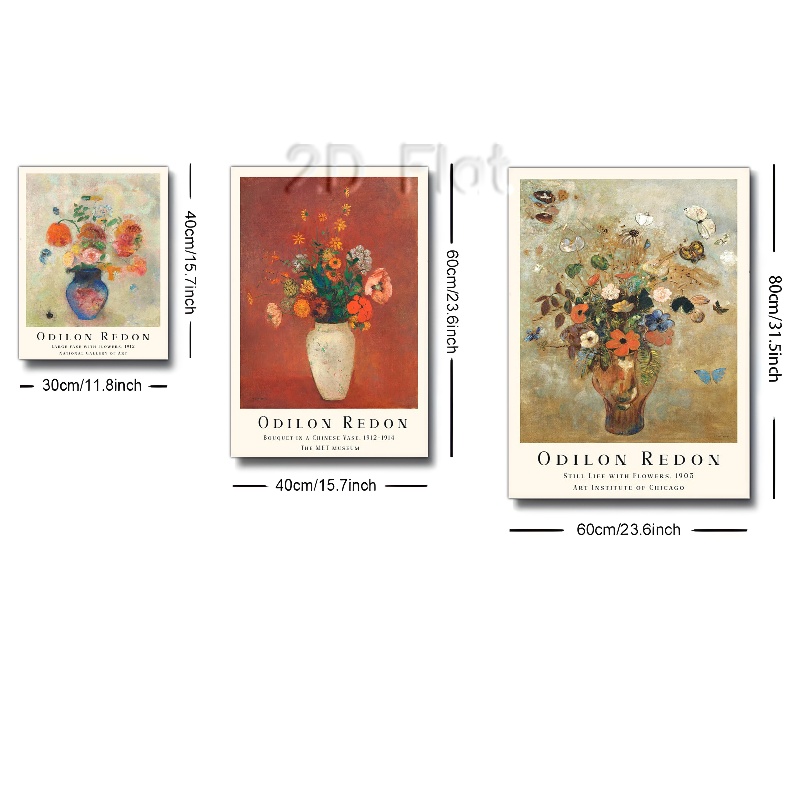 2D Flat
40cm/15.7inch
ODILON REDON
LARGE VASE WITH FLOWERS, 1912
NATIONAL GALLERY OF ART
30cm/11.8inch
60cm/23.6inch
ODILON REDON
BOUQUET IN A CHINESE VASE, 1912-1914
THE MET MUSEUM
40cm/15.7inch
80cm/31.5inch
ODILON REDON
STILL LIFE WITH FLOWERS, 1905
ART INSTITUTE OF CHICAGO
60cm/23.6inch